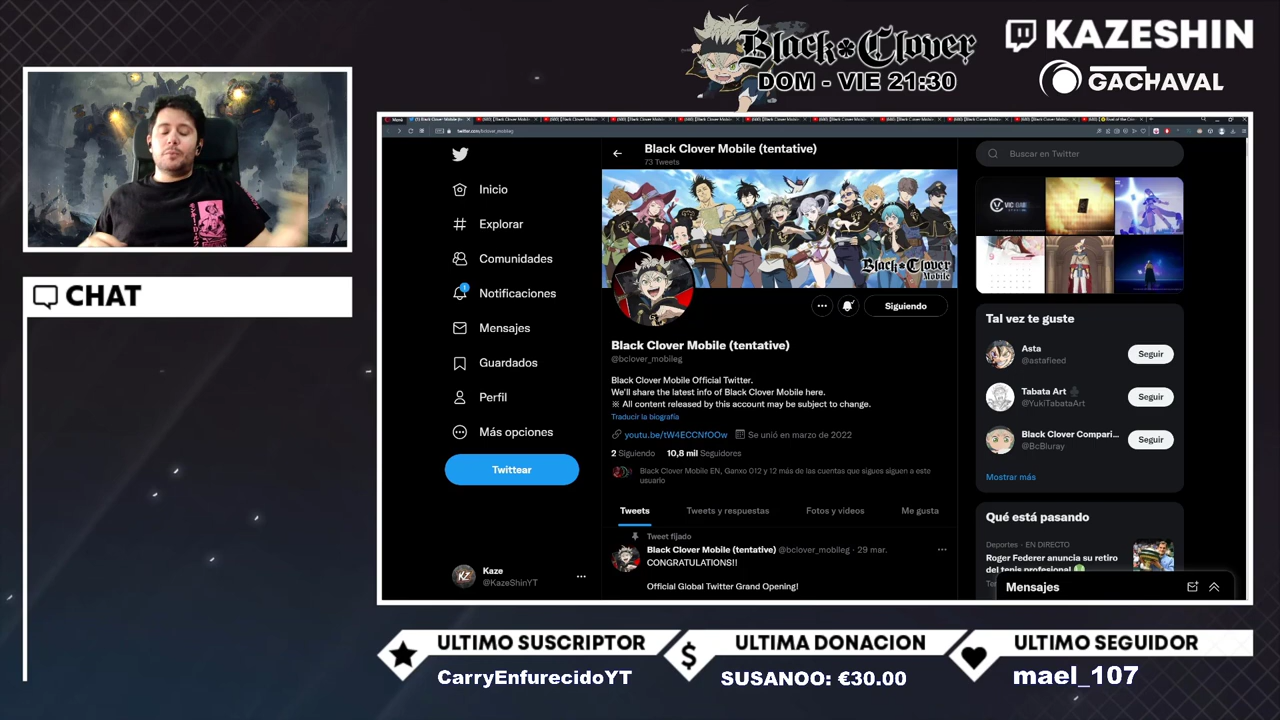 Black Clover
DOM - VIE 21:30
KAZESHIN
GACHAVAL
CHAT
twitter.com/bclover_mobileg
Black Clover Mobile (tentative)
73 Tweets
Buscar en Twitter
Inicio
Explorar
Comunidades
1
Notificaciones
Mensajes
Guardados
Perfil
Más opciones
Twittear
Kaze
@KaZeShinYT
Black Clover
Mobile
Siguiendo
Black Clover Mobile (tentative)
@bclover_mobileg
Black Clover Mobile Official Twitter.
We'll share the latest info of Black Clover Mobile here.
※ All content released by this account may be subject to change.
Traducir la biografía
youtu.be/tW4ECCNfOOw Se unió en marzo de 2022
2 Siguiendo 10,8 mil Seguidores
Black Clover Mobile EN, Ganxo 012 y 12 más de las cuentas que sigues siguen a este
usuario
Tweets Tweets y respuestas Fotos y videos Me gusta
Tweet fijado
Black Clover Mobile (tentative) @bclover_mobileg · 29 mar.
CONGRATULATIONS!!
Official Global Twitter Grand Opening!
Tal vez te guste
Asta
@astafieed
Seguir
Tabata Art
@YukiTabataArt
Seguir
Black Clover Compari...
@BcBluray
Seguir
Mostrar más
Qué está pasando
Deportes · EN DIRECTO
Roger Federer anuncia su retiro
del tenis profesional
Mensajes
ULTIMO SUSCRIPTOR
CarryEnfurecidoYT
ULTIMA DONACION
SUSANOO: €30.00
ULTIMO SEGUIDOR
mael_107